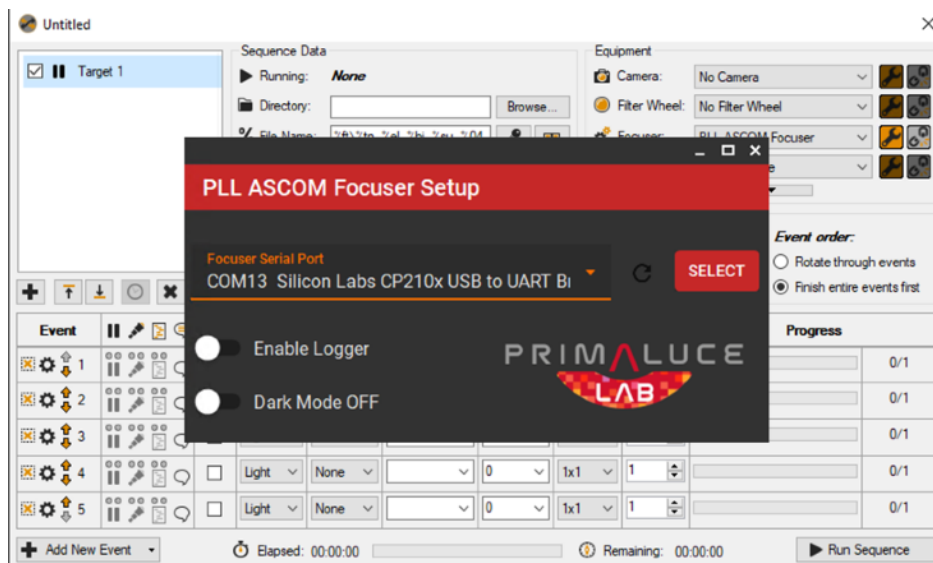 Untitled
Target 1
Sequence Data
Running: None
Directory:
Browse...
File Name: %ft\%tn
Equipment
Camera: No Camera
Filter Wheel: No Filter Wheel
Focuser: PLL ASCOM Focuser
PLL ASCOM Focuser Setup
Focuser Serial Port
COM13 Silicon Labs CP210x USB to UART
SELECT
Enable Logger
Dark Mode OFF
PRIMALUCE
LAB
Event order:
Rotate through events
Finish entire events first
Event
Progress
1
0/1
2
0/1
3
0/1
4 Light None 0 1x1 1 0/1
5 Light None 0 1x1 1 0/1
Add New Event
Elapsed: 00:00:00
Remaining: 00:00:00
Run Sequence